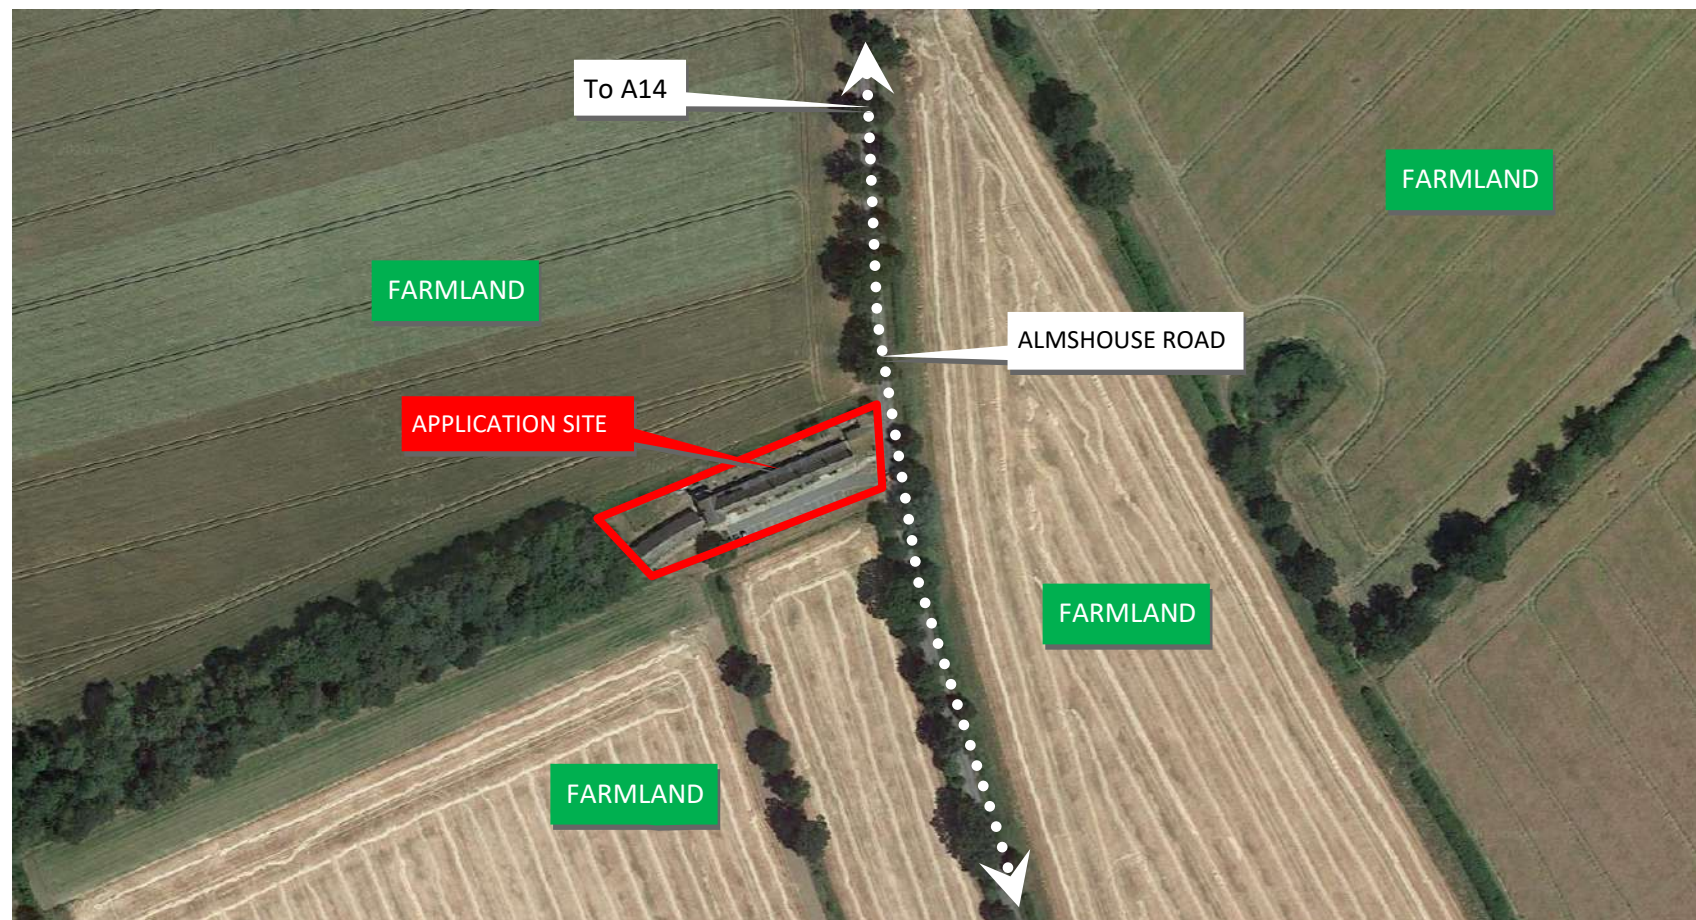 To A14
FARMLAND
FARMLAND
ALMSHOUSE ROAD
APPLICATION SITE
FARMLAND
FARMLAND